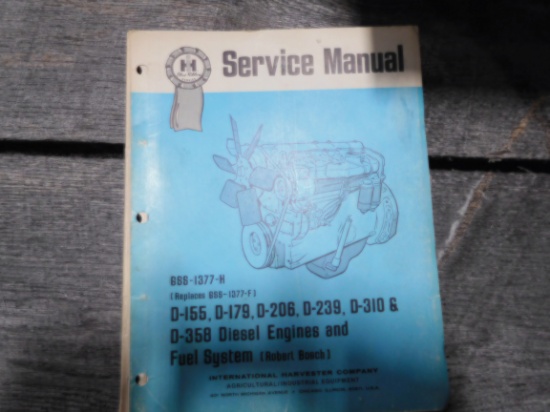 Service Manual
GSS-1377-H
(Replaces GSS-1377-F)
D-155, D-179, D-206, D-239, D-310 &
D-358 Diesel Engines and
Fuel System (Robert Bosch)
INTERNATIONAL HARVESTER COMPANY
AGRICULTURAL/INDUSTRIAL EQUIPMENT